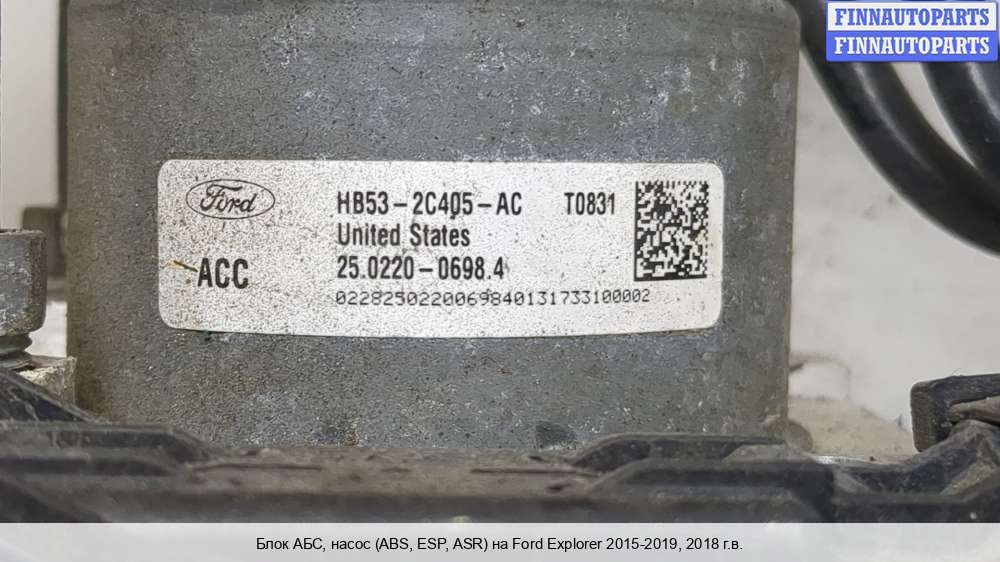 FINNAUTOPARTS
FINNAUTOPARTS
Ford
HB53-2C405-AC T0831
United States
ACC
25.0220-0698.4
0228250220069840131733100002
Блок АБС, насос (ABS, ESP, ASR) на Ford Explorer 2015-2019, 2018 г.в.